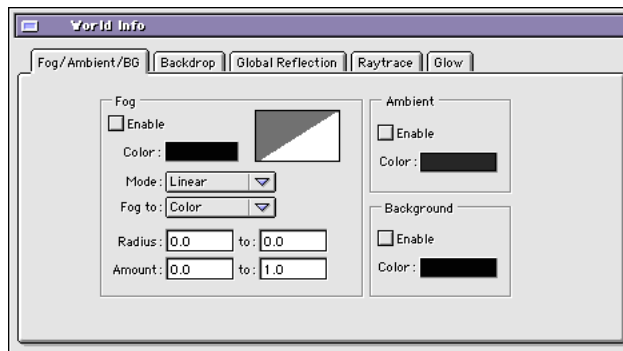 World Info
Fog/Ambient/BG Backdrop Global Reflection Raytrace Glow
Fog
Enable
Color:
Mode: Linear
Fog to: Color
Radius: 0.0 to: 0.0
Amount: 0.0 to: 1.0
Ambient
Enable
Color:
Background
Enable
Color: